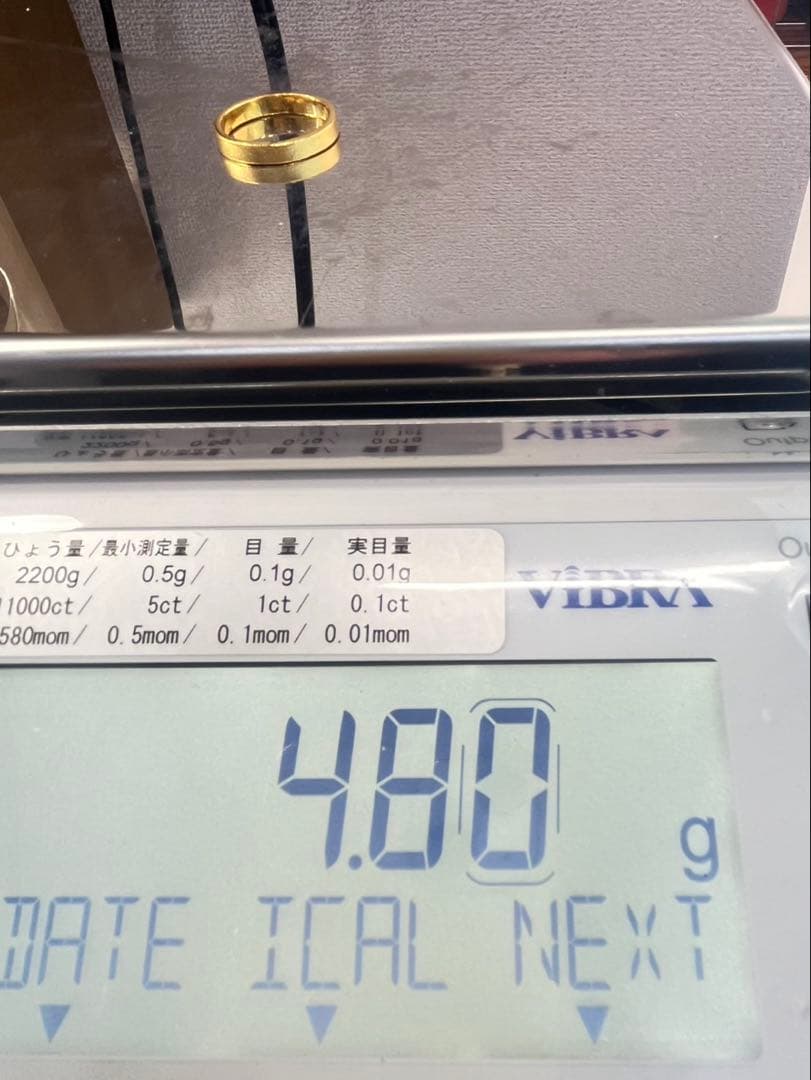 ひょう量/最小測定量/ 目 量/ 実目量
2200g/ 0.5g/ 0.1g/ 0.01g
11000ct/ 5ct/ 1ct/ 0.1ct
580mom/ 0.5mom/ 0.1mom/ 0.01mom
ViBRA
4.80 g
DATE ICAL NEXT